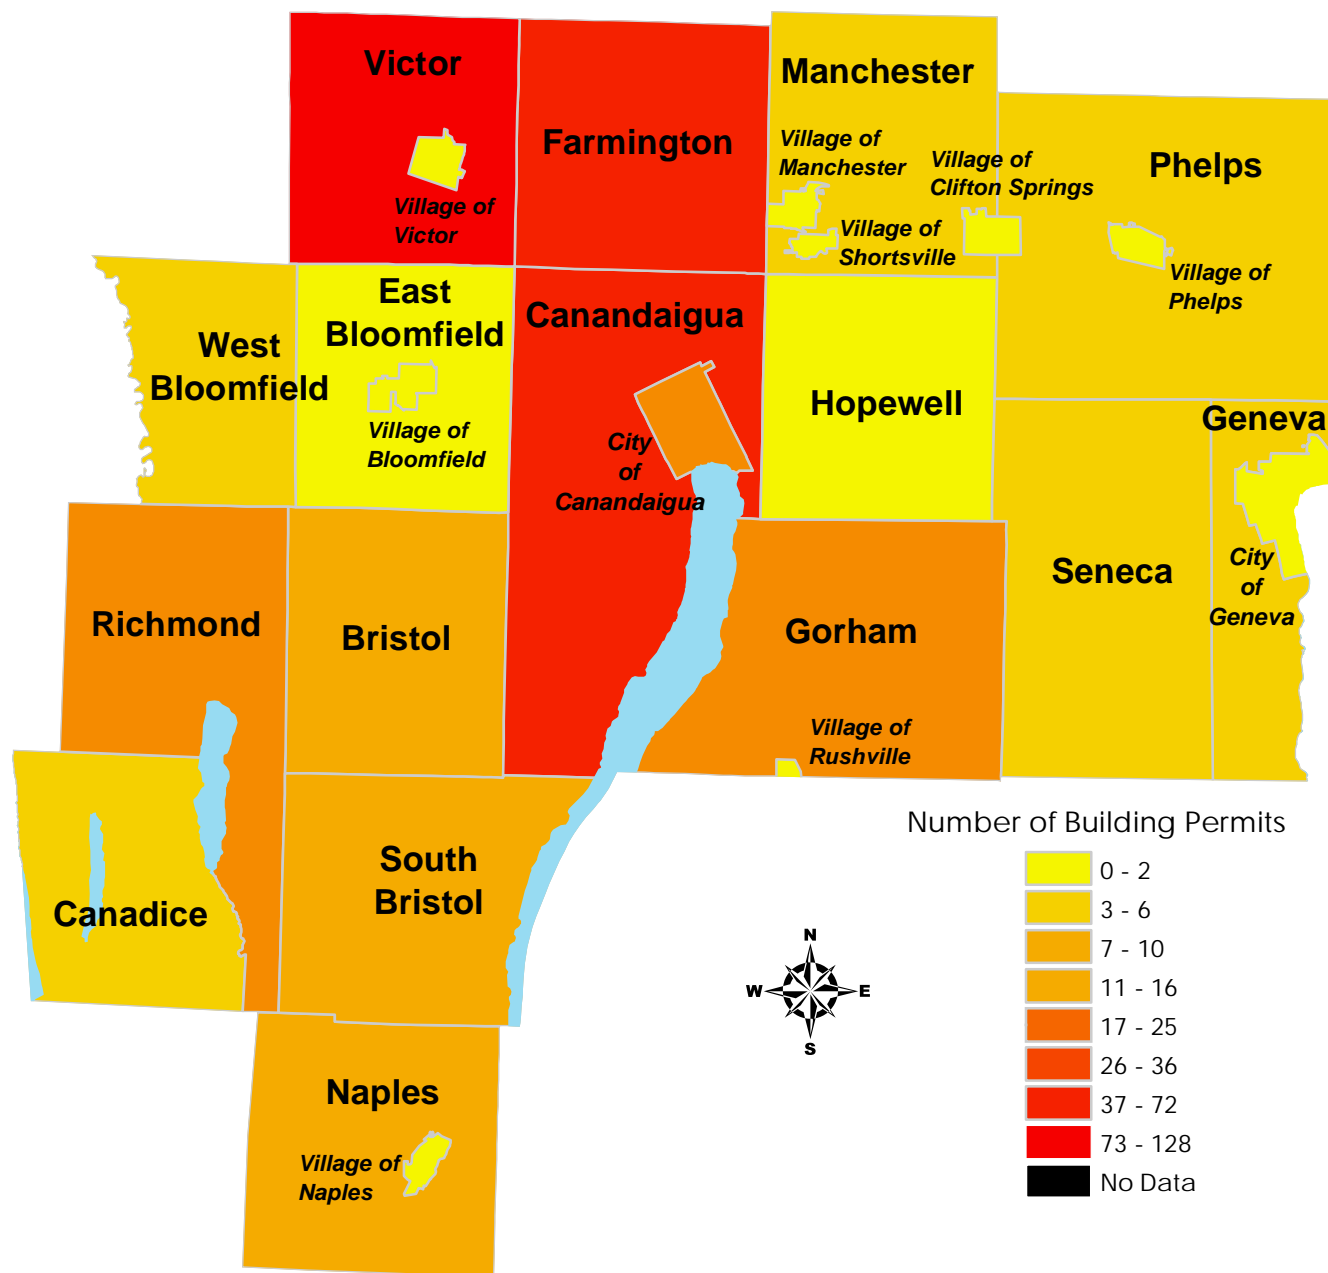 Victor
Farmington
Manchester
Village of
Manchester
Village of
Clifton Springs
Phelps
Village of
Victor
Village of
Shortsville
Village of
Phelps
East
Bloomfield
West
Bloomfield
Canandaigua
Village of
Bloomfield
City
of
Canandaigua
Hopewell
Geneva
City
of
Geneva
Seneca
Richmond
Bristol
Gorham
Village of
Rushville
Canadice
South
Bristol
Naples
Village of
Naples
N
W
E
S
Number of Building Permits
0 - 2
3 - 6
7 - 10
11 - 16
17 - 25
26 - 36
37 - 72
73 - 128
No Data